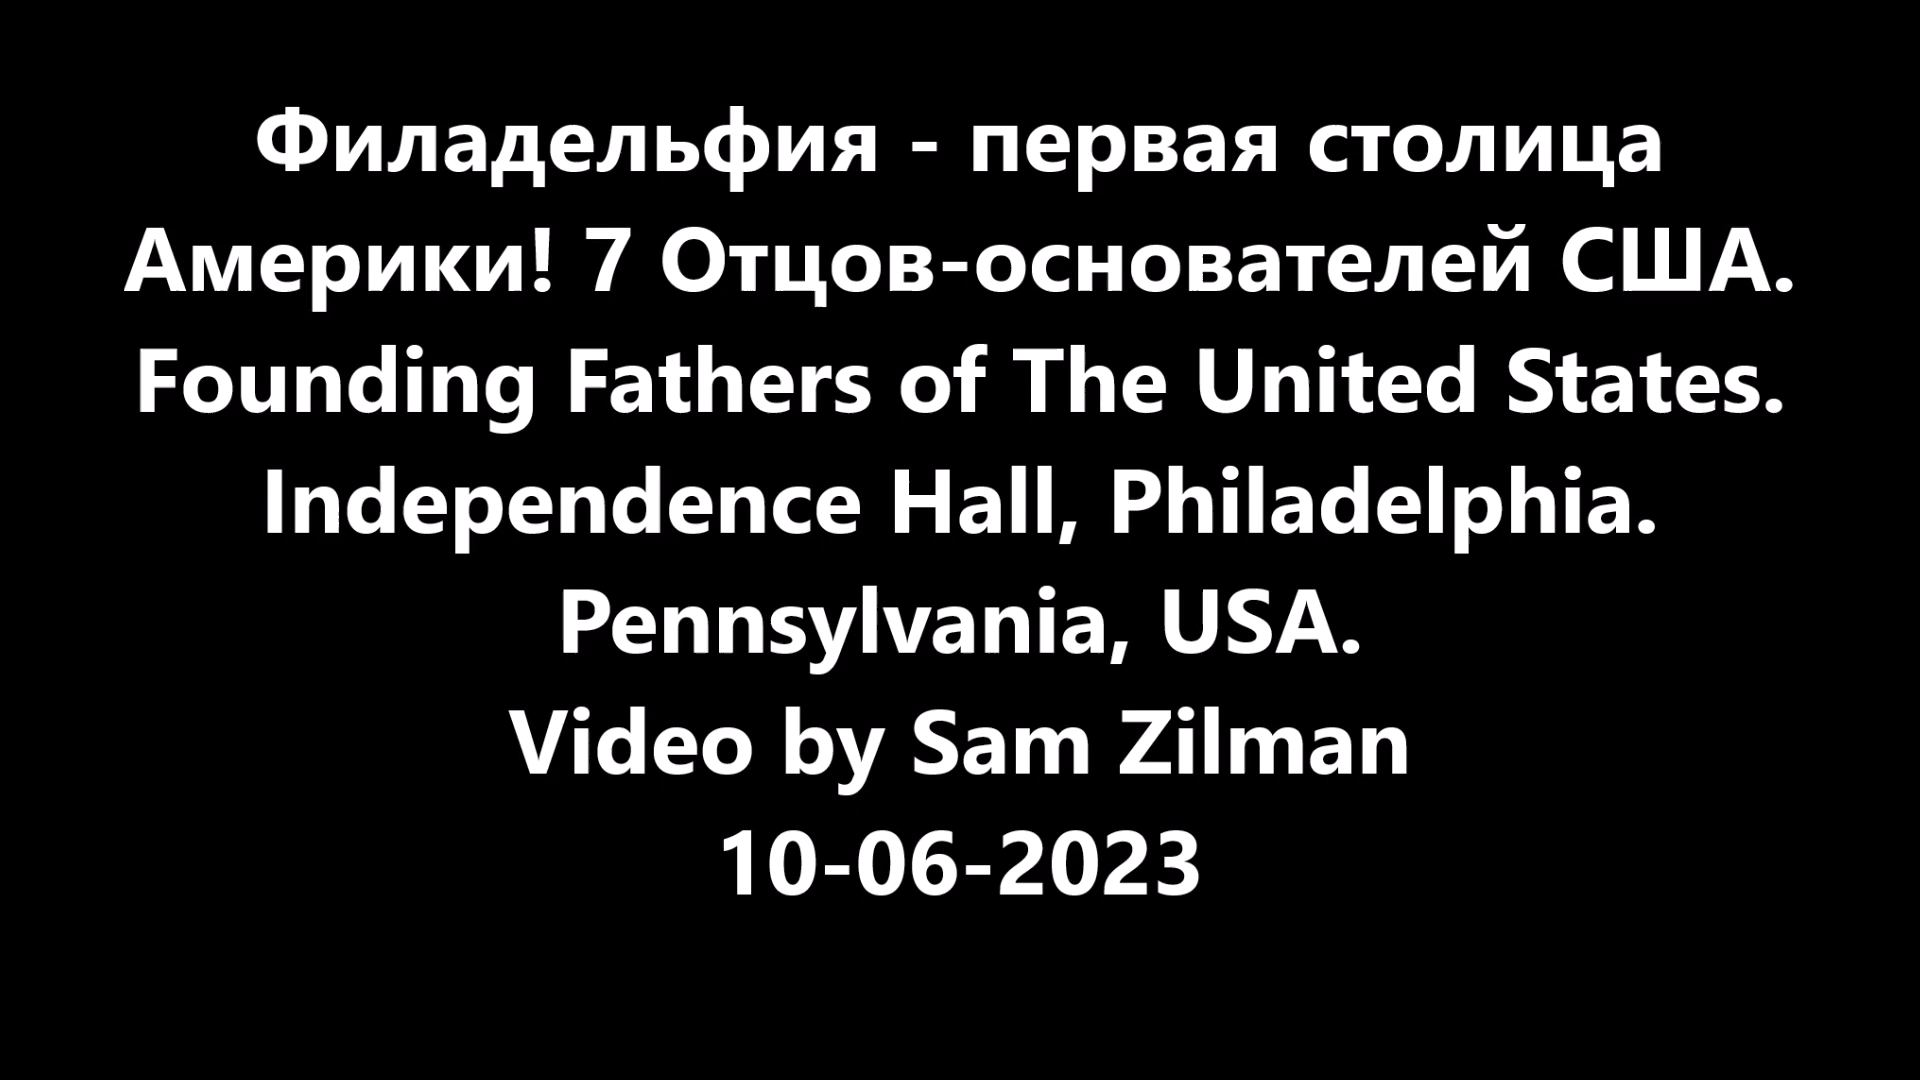 Филадельфия - первая столица
Америки! 7 Отцов-основателей США.
Founding Fathers of The United States.
Independence Hall, Philadelphia.
Pennsylvania, USA.
Video by Sam Zilman
10-06-2023